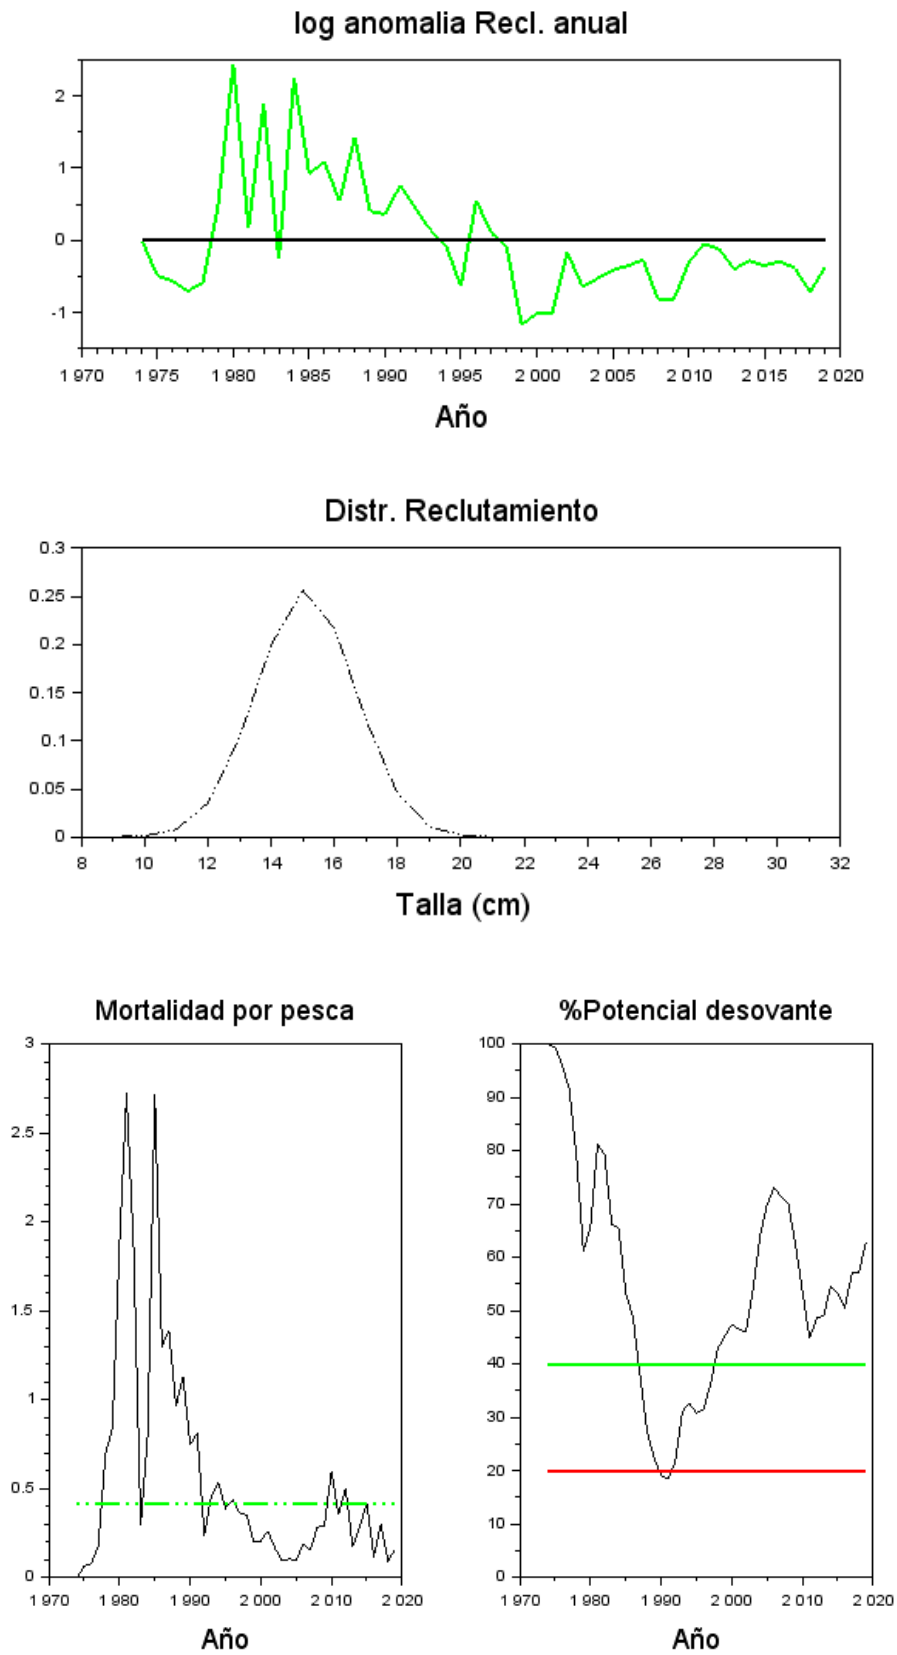 log anomalia Recl. anual
2
1
0
-1
1 970 1 975 1 980 1 985 1 990 1 995 2 000 2 005 2 010 2 015 2 020
Año
Distr. Reclutamiento
0.3
0.25
0.2
0.15
0.1
0.05
0
8 10 12 14 16 18 20 22 24 26 28 30 32
Talla (cm)
Mortalidad por pesca
3
2.5
2
1.5
1
0.5
0
1 970 1 980 1 990 2 000 2 010 2 020
Año
%Potencial desovante
100
90
80
70
60
50
40
30
20
10
0
1 970 1 980 1 990 2 000 2 010 2 020
Año